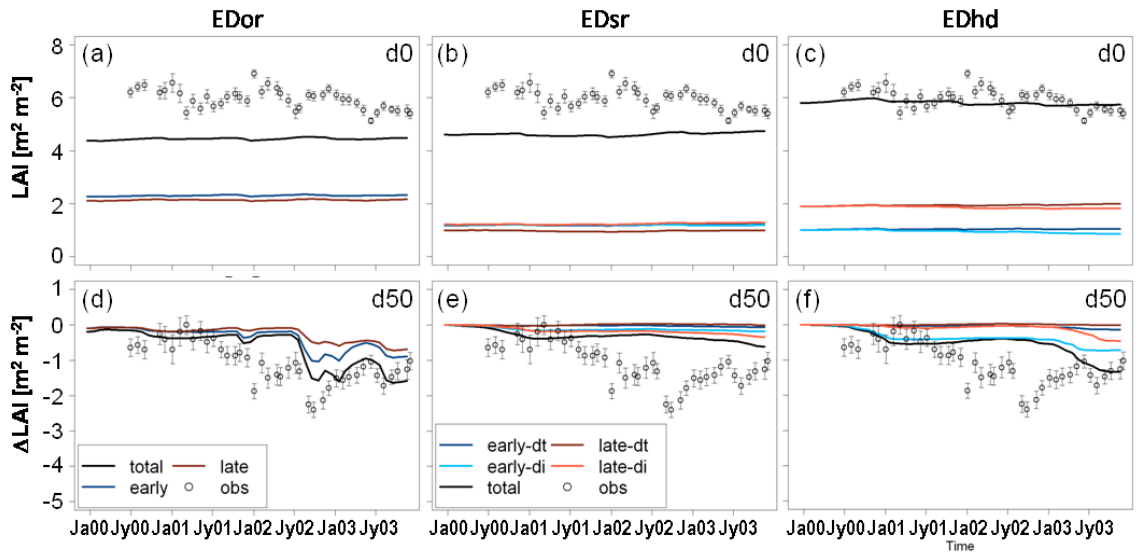 EDor EDsr EDhd
(a) d0 (b) d0 (c) d0
LAI [m² m⁻²]
8
6
4
2
0
(d) d50 (e) d50 (f) d50
ΔLAI [m² m⁻²]
1
0
-1
-2
-3
-4
-5
total late
early obs
early-dt late-dt
early-di late-di
total obs
Ja00 Jy00 Ja01 Jy01 Ja02 Jy02 Ja03 Jy03 Ja00 Jy00 Ja01 Jy01 Ja02 Jy02 Ja03 Jy03 Ja00 Jy00 Ja01 Jy01 Ja02 Jy02 Ja03 Jy03
Time